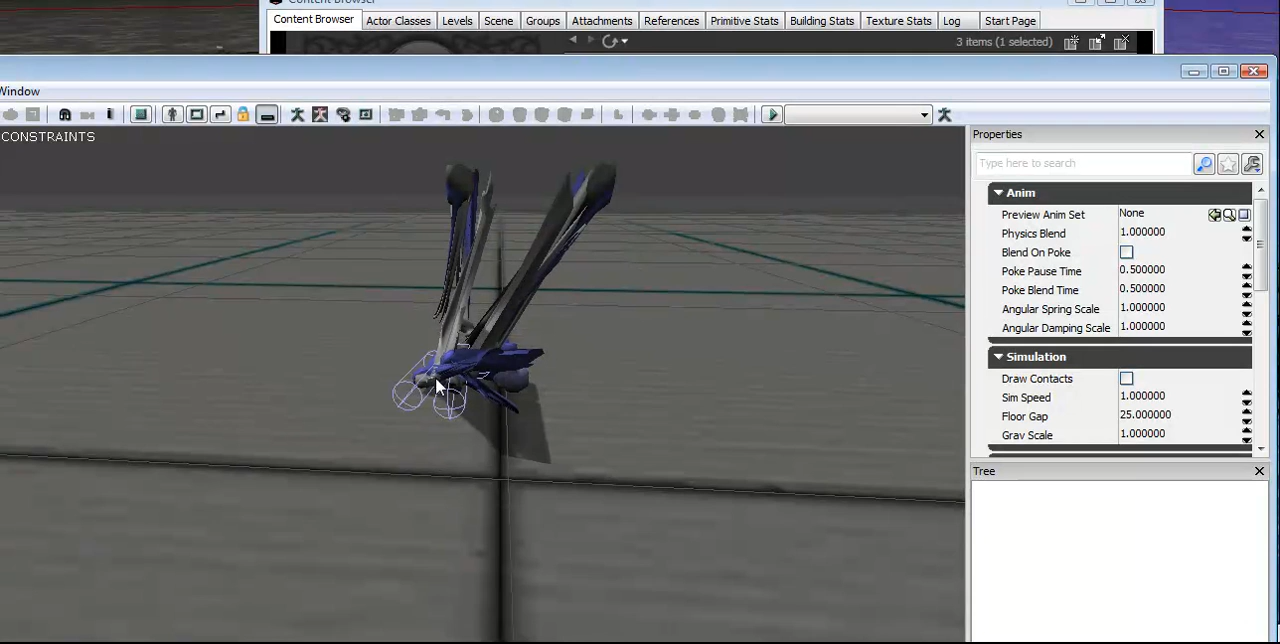 Content Browser
Content Browser Actor Classes Levels Scene Groups Attachments References Primitive Stats Building Stats Texture Stats Log Start Page
3 items (1 selected)
Window
CONSTRAINTS
Properties
Type here to search
Anim
Preview Anim Set None
Physics Blend 1.000000
Blend On Poke
Poke Pause Time 0.500000
Poke Blend Time 0.500000
Angular Spring Scale 1.000000
Angular Damping Scale 1.000000
Simulation
Draw Contacts
Sim Speed 1.000000
Floor Gap 25.000000
Grav Scale 1.000000
Tree